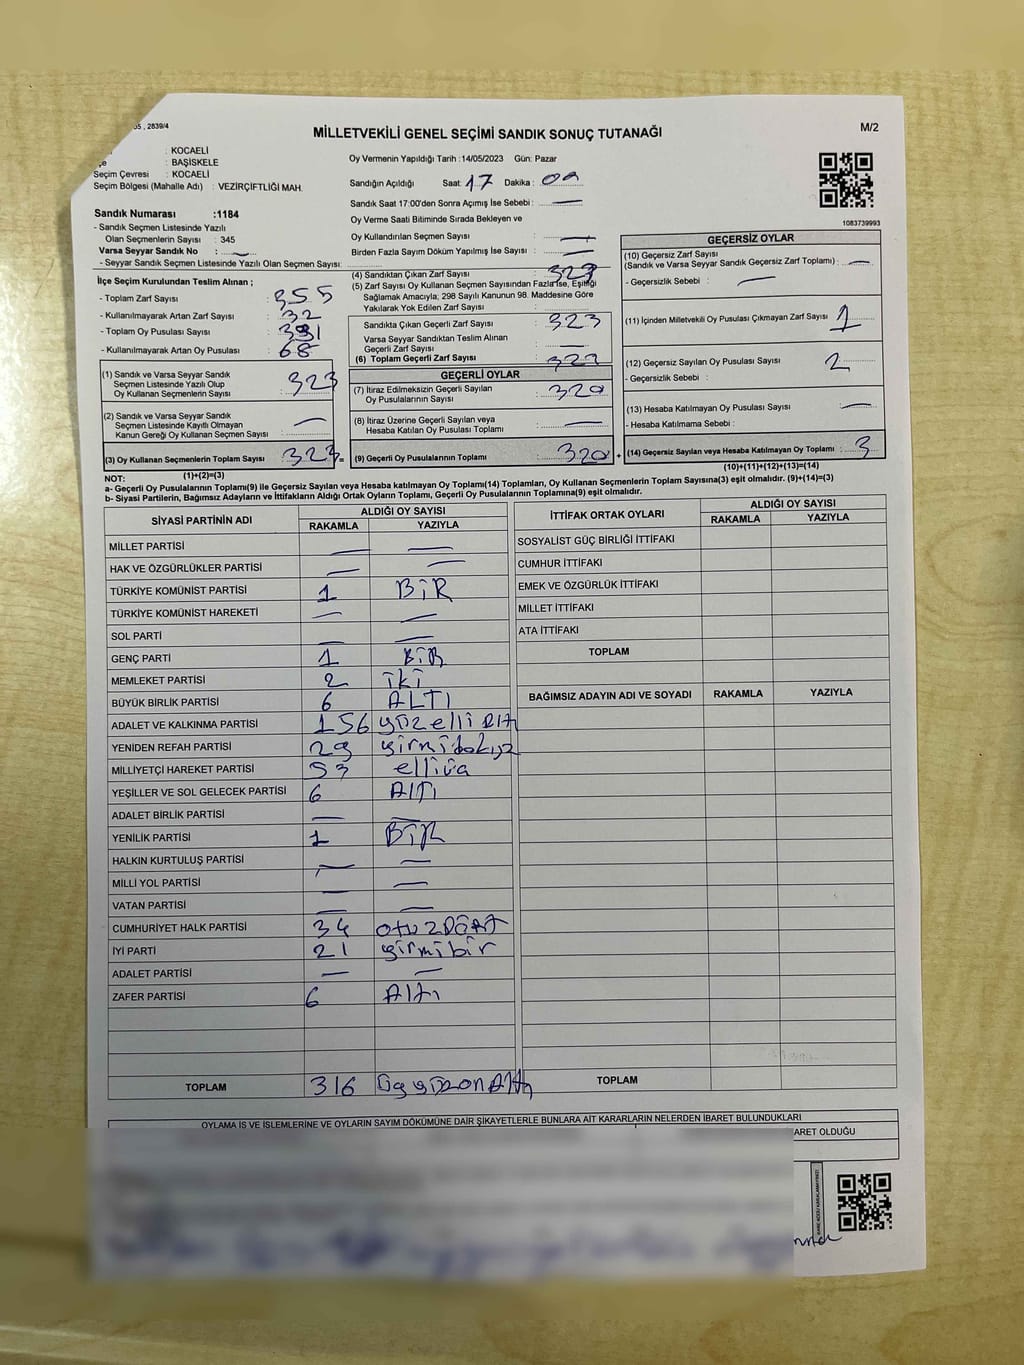 05 , 2839/4
MİLLETVEKİLİ GENEL SEÇİMİ SANDIK SONUÇ TUTANAĞI
M/2
: KOCAELİ
: BAŞİSKELE
Seçim Çevresi : KOCAELİ
Seçim Bölgesi (Mahalle Adı) : VEZİRÇİFTLİĞİ MAH.
Sandık Numarası :1184
- Sandık Seçmen Listesinde Yazılı
Olan Seçmenlerin Sayısı : 345
Varsa Seyyar Sandık No : —
- Seyyar Sandık Seçmen Listesinde Yazılı Olan Seçmen Sayısı:
Oy Vermenin Yapıldığı Tarih :14/05/2023 Gün: Pazar
Sandığın Açıldığı Saat: 17 Dakika :
Sandık Saat 17:00'den Sonra Açımış İse Sebebi : —
Oy Verme Saati Bitiminde Sırada Bekleyen ve
Oy Kullandırılan Seçmen Sayısı : —
Birden Fazla Sayım Döküm Yapılmış İse Sayısı : —
1083739993
İlçe Seçim Kurulundan Teslim Alınan ;
- Toplam Zarf Sayısı : 355
- Kullanılmayarak Artan Zarf Sayısı : 32
- Toplam Oy Pusulası Sayısı : 391
- Kullanılmayarak Artan Oy Pusulası : 68
(1) Sandık ve Varsa Seyyar Sandık
Seçmen Listesinde Yazılı Olup
Oy Kullanan Seçmenlerin Sayısı : 323
(2) Sandık ve Varsa Seyyar Sandık
Seçmen Listesinde Kayıtlı Olmayan
Kanun Gereği Oy Kullanan Seçmen Sayısı : —
(3) Oy Kullanan Seçmenlerin Toplam Sayısı : 323 =
(4) Sandıktan Çıkan Zarf Sayısı : 323
(5) Zarf Sayısı Oy Kullanan Seçmen Sayısından Fazla İse, Eşitliği
Sağlamak Amacıyla, 298 Sayılı Kanunun 98. Maddesine Göre
Yakılarak Yok Edilen Zarf Sayısı :
Sandıkta Çıkan Geçerli Zarf Sayısı : 323
Varsa Seyyar Sandıktan Teslim Alınan
Geçerli Zarf Sayısı : —
(6) Toplam Geçerli Zarf Sayısı : 323
GEÇERLİ OYLAR
(7) İtiraz Edilmeksizin Geçerli Sayılan
Oy Pusulalarının Sayısı : 320
(8) İtiraz Üzerine Geçerli Sayılan veya
Hesaba Katılan Oy Pusulası Toplamı : —
(9) Geçerli Oy Pusulalarının Toplamı : 320 +
GEÇERSİZ OYLAR
(10) Geçersiz Zarf Sayısı
(Sandık ve Varsa Seyyar Sandık Geçersiz Zarf Toplamı) : —
- Geçersizlik Sebebi : —
(11) İçinden Milletvekili Oy Pusulası Çıkmayan Zarf Sayısı : 1
(12) Geçersiz Sayılan Oy Pusulası Sayısı : 2
- Geçersizlik Sebebi :
(13) Hesaba Katılmayan Oy Pusulası Sayısı : —
- Hesaba Katılmama Sebebi :
(14) Geçersiz Sayılan veya Hesaba Katılmayan Oy Toplamı : 3
NOT: (1)+(2)=(3) (10)+(11)+(12)+(13)=(14)
a- Geçerli Oy Pusulalarının Toplamı(9) ile Geçersiz Sayılan veya Hesaba katılmayan Oy Toplamı(14) Toplamları, Oy Kullanan Seçmenlerin Toplam Sayısına(3) eşit olmalıdır. (9)+(14)=(3)
b- Siyasi Partilerin, Bağımsız Adayların ve İttifakların Aldığı Ortak Oyların Toplamı, Geçerli Oy Pusulalarının Toplamına(9) eşit olmalıdır.
SİYASİ PARTİNİN ADI ALDIĞI OY SAYISI
RAKAMLA YAZIYLA
MİLLET PARTİSİ — —
HAK VE ÖZGÜRLÜKLER PARTİSİ — —
TÜRKİYE KOMÜNİST PARTİSİ 1 BİR
TÜRKİYE KOMÜNİST HAREKETİ — —
SOL PARTİ — —
GENÇ PARTİ 1 BİR
MEMLEKET PARTİSİ 2 iki
BÜYÜK BİRLİK PARTİSİ 6 ALTI
ADALET VE KALKINMA PARTİSİ 156 yüzelli Altı
YENİDEN REFAH PARTİSİ 29 yirmidokuz
MİLLİYETÇİ HAREKET PARTİSİ 53 elliüç
YEŞİLLER VE SOL GELECEK PARTİSİ 6 Altı
ADALET BİRLİK PARTİSİ — —
YENİLİK PARTİSİ 1 BİR
HALKIN KURTULUŞ PARTİSİ — —
MİLLİ YOL PARTİSİ — —
VATAN PARTİSİ — —
CUMHURİYET HALK PARTİSİ 34 otuzDÖRT
İYİ PARTİ 21 yirmibir
ADALET PARTİSİ — —
ZAFER PARTİSİ 6 Altı
TOPLAM 316 üçyüzonAltı
İTTİFAK ORTAK OYLARI ALDIĞI OY SAYISI
RAKAMLA YAZIYLA
SOSYALİST GÜÇ BİRLİĞİ İTTİFAKI
CUMHUR İTTİFAKI
EMEK VE ÖZGÜRLÜK İTTİFAKI
MİLLET İTTİFAKI
ATA İTTİFAKI
TOPLAM
BAĞIMSIZ ADAYIN ADI VE SOYADI RAKAMLA YAZIYLA
TOPLAM
OYLAMA İŞ VE İŞLEMLERİNE VE OYLARIN SAYIM DÖKÜMÜNE DAİR ŞİKAYETLERLE BUNLARA AİT KARARLARIN NELERDEN İBARET BULUNDUKLARI
BARET OLDUĞU